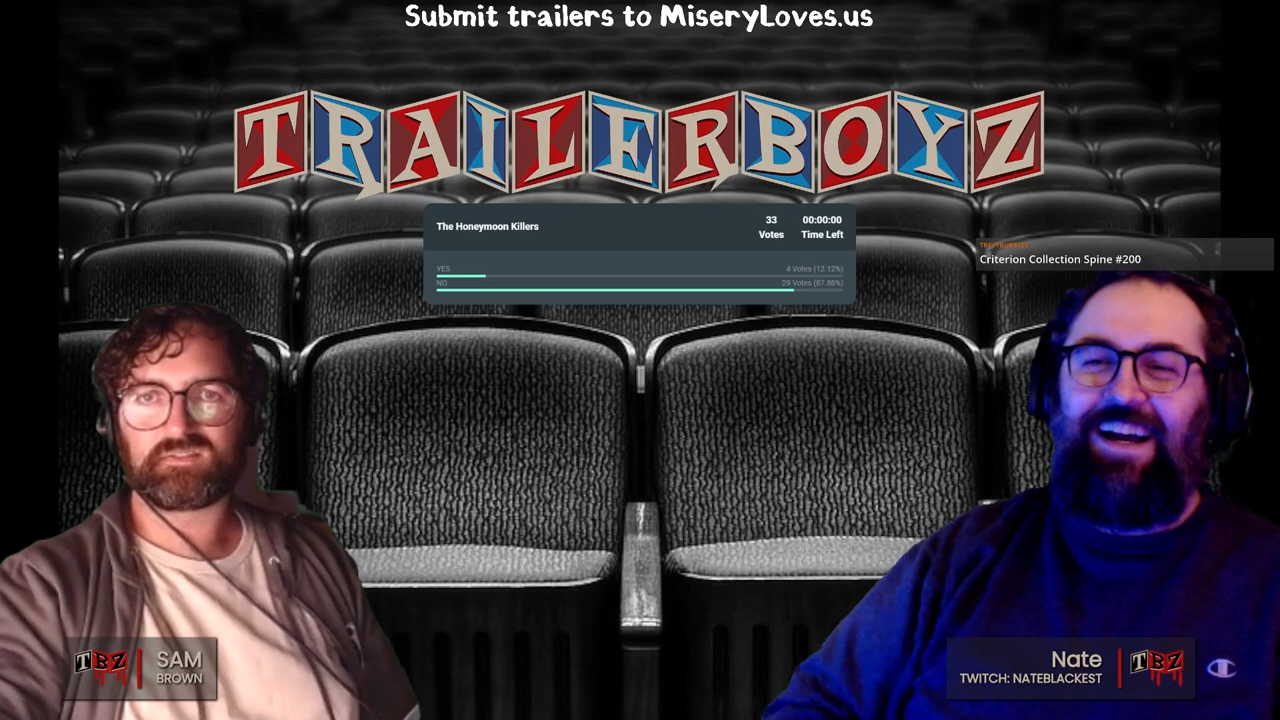 Submit trailers to MiseryLoves.us
TRAILERBOYZ
The Honeymoon Killers
33
Votes
00:00:00
Time Left
YES
4 Votes (12.12%)
NO
29 Votes (87.88%)
Criterion Collection Spine #200
TBZ
SAM
BROWN
Nate
TWITCH: NATEBLACKEST
TBZ